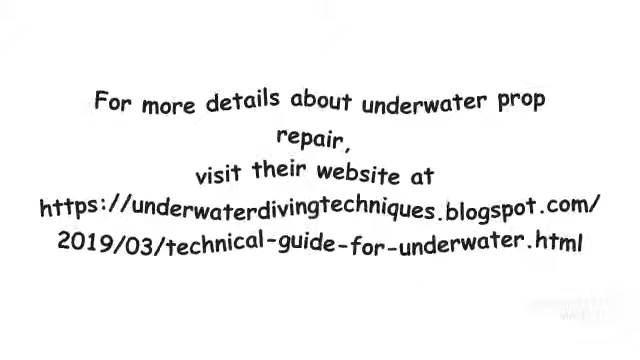 For more details about underwater prop
repair,
visit their website at
https://underwaterdivingtechniques.blogspot.com/
2019/03/technical-guide-for-underwater.html